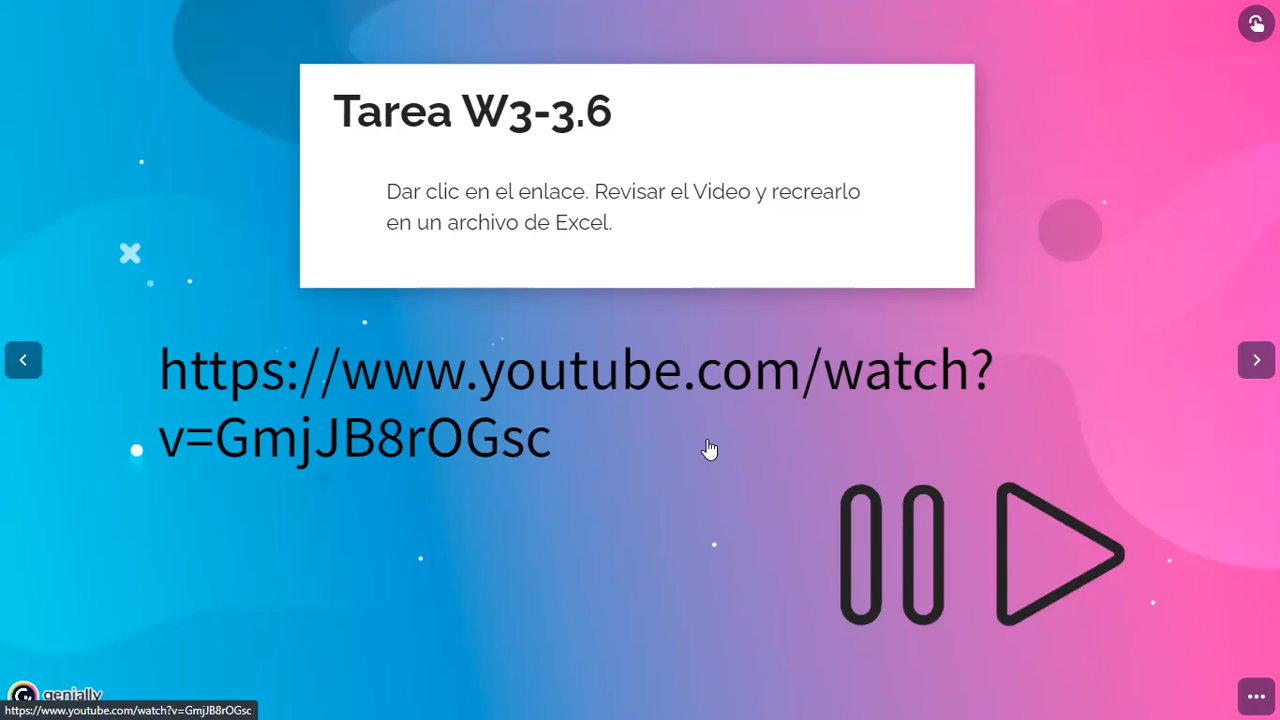 Tarea W3-3.6
Dar clic en el enlace. Revisar el Video y recrearlo
en un archivo de Excel.
https://www.youtube.com/watch?
v=GmjJB8rOGsc
genially
https://www.youtube.com/watch?v=GmjJB8rOGsc